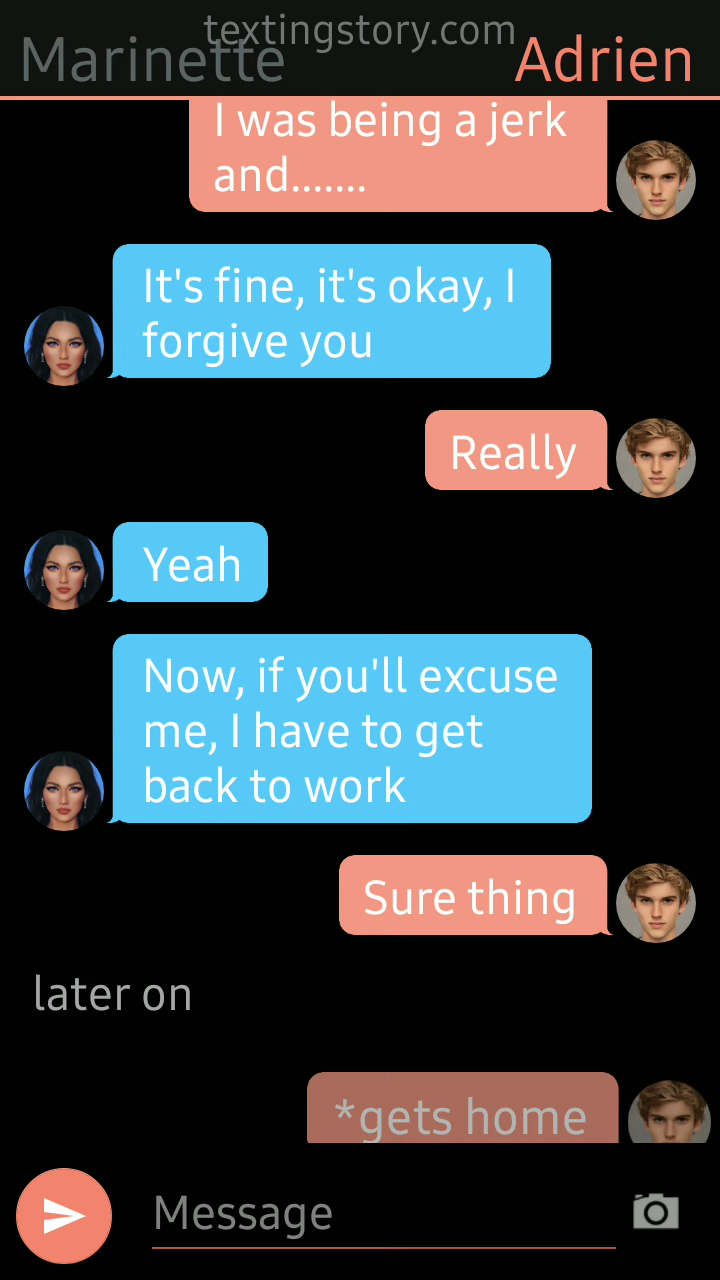 textingstory.com
Marinette
Adrien
I was being a jerk
and.......
It's fine, it's okay, I
forgive you
Really
Yeah
Now, if you'll excuse
me, I have to get
back to work
Sure thing
later on
*gets home
Message